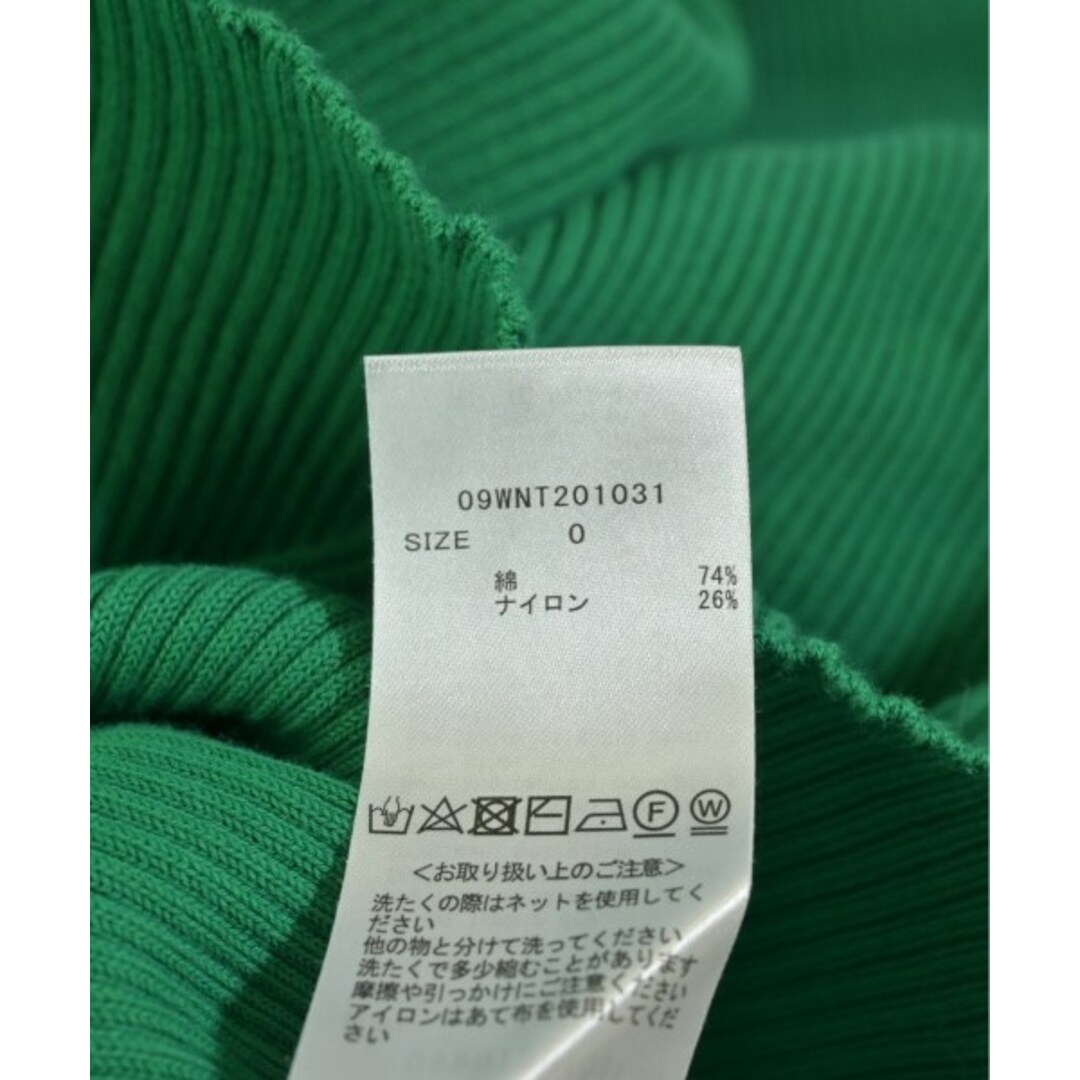 09WNT201031
SIZE 0
綿 74%
ナイロン 26%
F W
<お取り扱い上のご注意>
洗たくの際はネットを使用してく
ださい
他の物と分けて洗ってください
洗たくで多少縮むことがあります
摩擦や引っかけにご注意ください
アイロンはあて布を使用してくだ
さい